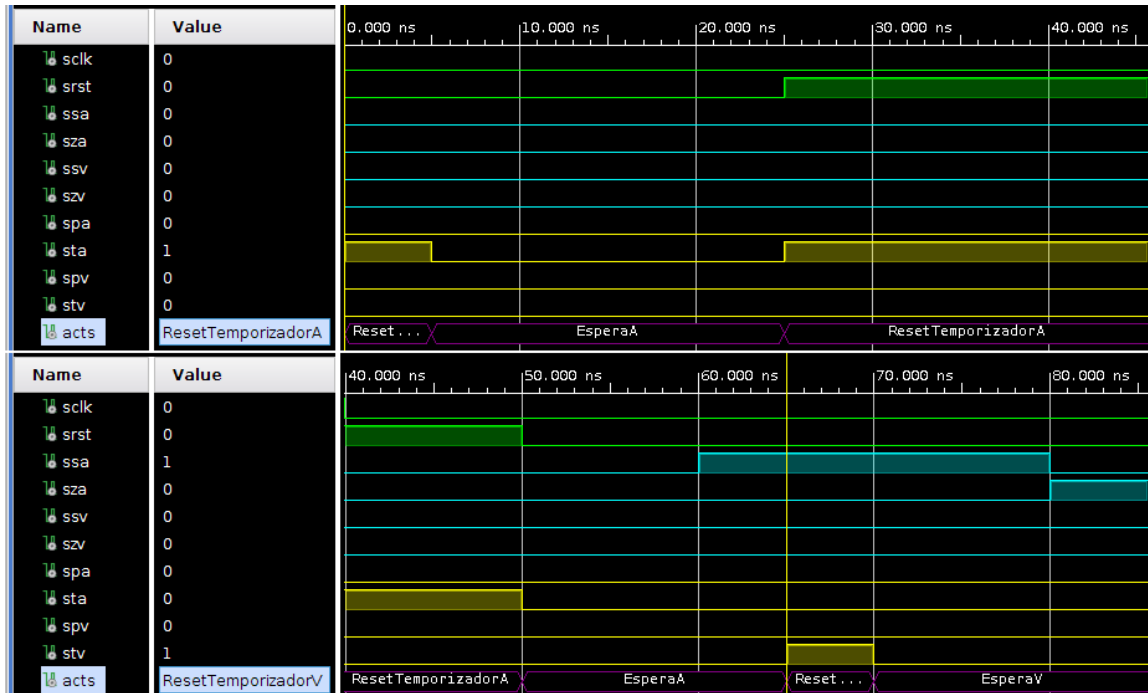 Name Value 0.000 ns 10.000 ns 20.000 ns 30.000 ns 40.000 ns
sclk 0
srst 0
ssa 0
sza 0
ssv 0
szv 0
spa 0
sta 1
spv 0
stv 0
acts ResetTemporizadorA Reset... EsperaA ResetTemporizadorA
Name Value 40.000 ns 50.000 ns 60.000 ns 70.000 ns 80.000 ns
sclk 0
srst 0
ssa 1
sza 0
ssv 0
szv 0
spa 0
sta 0
spv 0
stv 1
acts ResetTemporizadorV ResetTemporizadorA EsperaA Reset... EsperaV